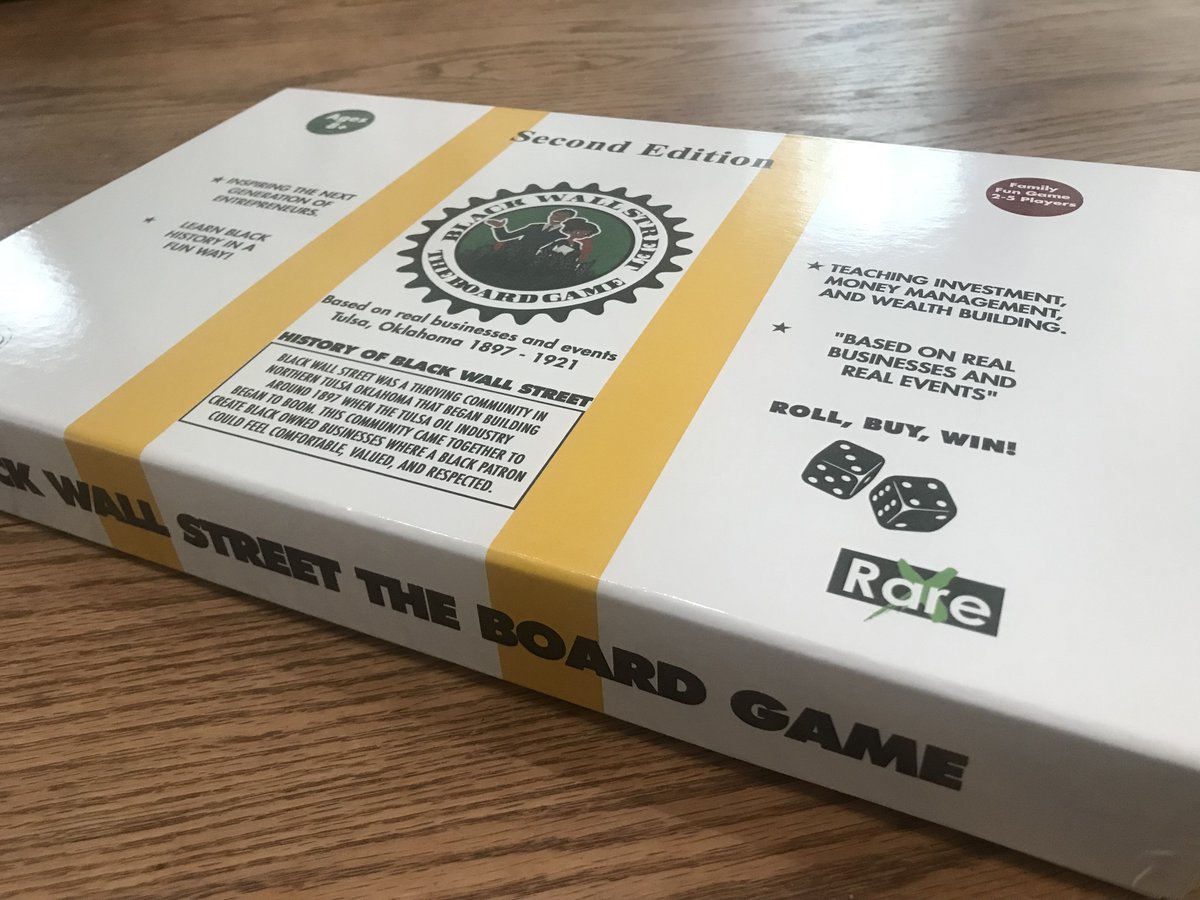 Ages
6+
★ INSPIRING THE NEXT
GENERATION OF
ENTREPRENEURS.
★ LEARN BLACK
HISTORY IN A
FUN WAY!
Second Edition
BLACK WALL STREET
THE BOARD GAME
Based on real businesses and events
Tulsa, Oklahoma 1897 - 1921
HISTORY OF BLACK WALL STREET
BLACK WALL STREET WAS A THRIVING COMMUNITY IN
NORTHERN TULSA OKLAHOMA THAT BEGAN BUILDING
AROUND 1897 WHEN THE TULSA OIL INDUSTRY
BEGAN TO BOOM. THIS COMMUNITY CAME TOGETHER TO
CREATE BLACK OWNED BUSINESSES WHERE A BLACK PATRON
COULD FEEL COMFORTABLE, VALUED, AND RESPECTED.
Family
Fun Game
2-5 Players
★ TEACHING INVESTMENT,
MONEY MANAGEMENT,
AND WEALTH BUILDING.
★ "BASED ON REAL
BUSINESSES AND
REAL EVENTS"
ROLL, BUY, WIN!
Rare
CK WALL STREET THE BOARD GAME